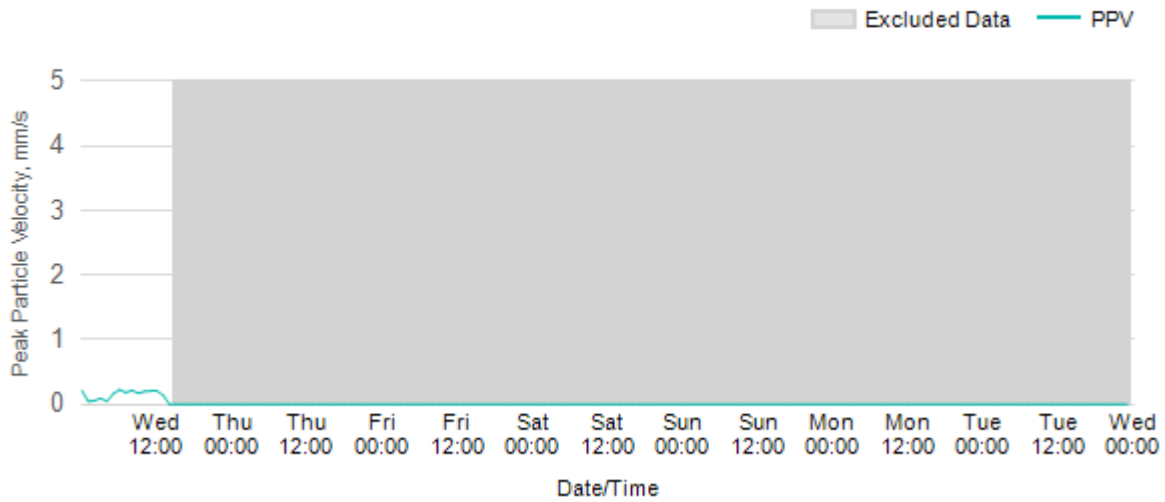 Excluded Data PPV
Peak Particle Velocity, mm/s
5
4
3
2
1
0
Wed Thu Thu Fri Fri Sat Sat Sun Sun Mon Mon Tue Tue Wed
12:00 00:00 12:00 00:00 12:00 00:00 12:00 00:00 12:00 00:00 12:00 00:00 12:00 00:00
Date/Time